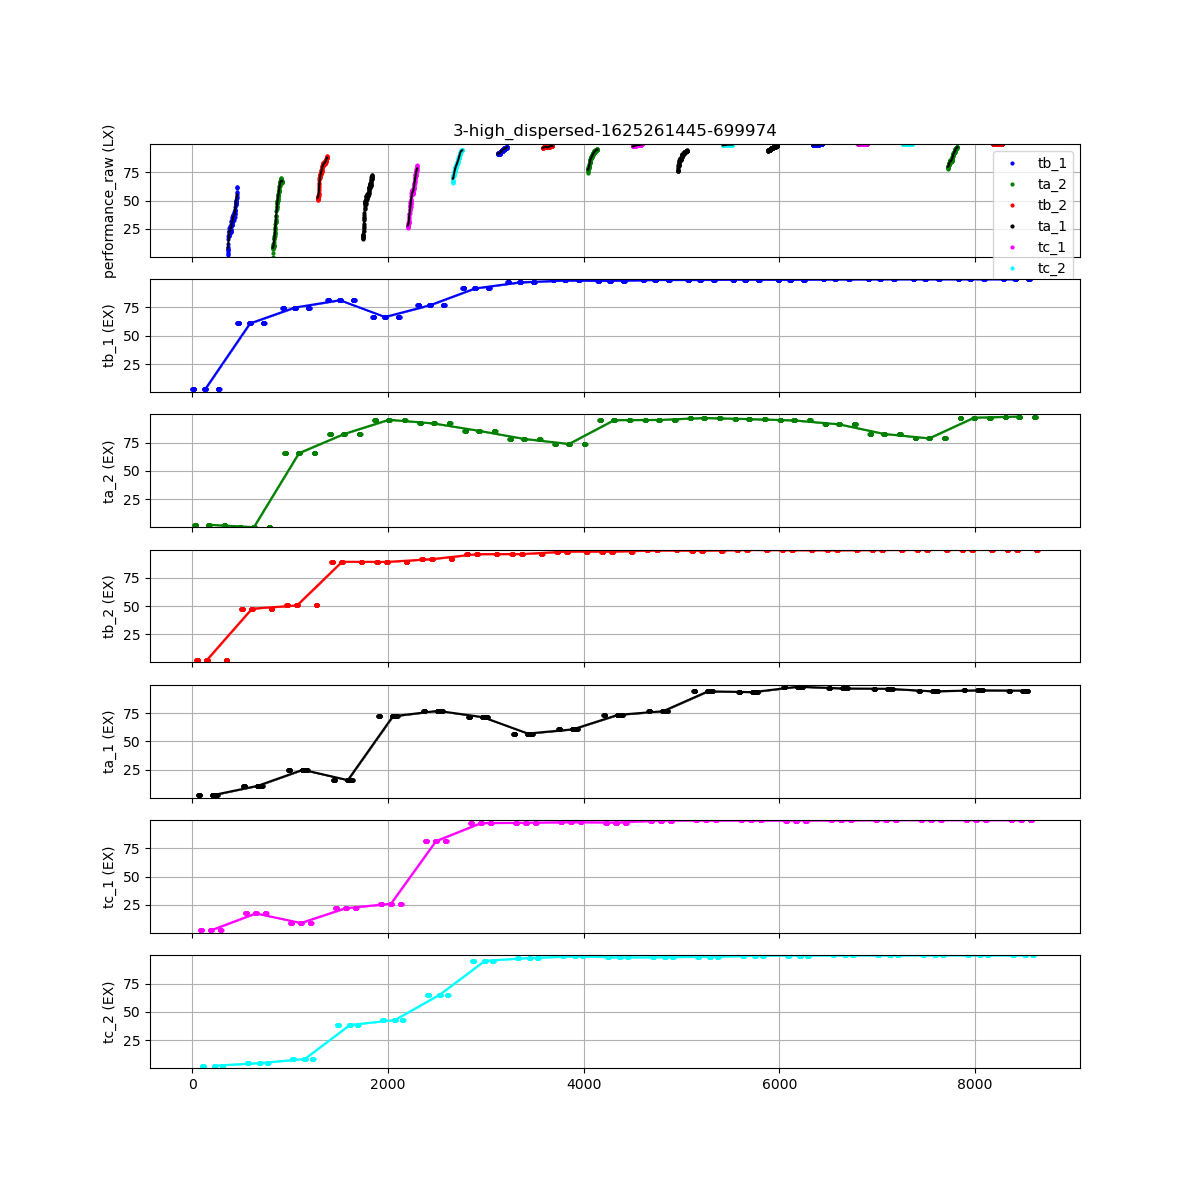 3-high_dispersed-1625261445-699974
performance_raw (LX)
75
50
25
tb_1
ta_2
tb_2
ta_1
tc_1
tc_2
tb_1 (EX)
75
50
25
ta_2 (EX)
75
50
25
tb_2 (EX)
75
50
25
ta_1 (EX)
75
50
25
tc_1 (EX)
75
50
25
tc_2 (EX)
75
50
25
0 2000 4000 6000 8000